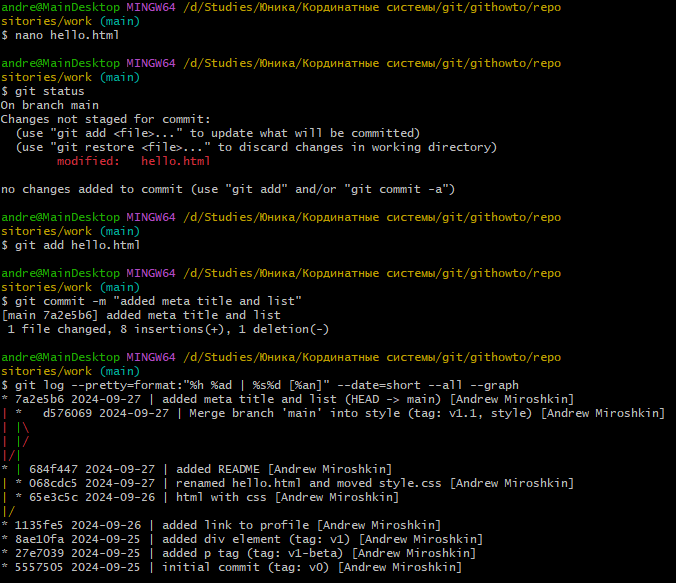 andre@MainDesktop MINGW64 /d/Studies/Юника/Кординатные системы/git/githowto/repo
sitories/work (main)
$ nano hello.html

andre@MainDesktop MINGW64 /d/Studies/Юника/Кординатные системы/git/githowto/repo
sitories/work (main)
$ git status
On branch main
Changes not staged for commit:
  (use "git add <file>..." to update what will be committed)
  (use "git restore <file>..." to discard changes in working directory)
        modified:   hello.html

no changes added to commit (use "git add" and/or "git commit -a")

andre@MainDesktop MINGW64 /d/Studies/Юника/Кординатные системы/git/githowto/repo
sitories/work (main)
$ git add hello.html

andre@MainDesktop MINGW64 /d/Studies/Юника/Кординатные системы/git/githowto/repo
sitories/work (main)
$ git commit -m "added meta title and list"
[main 7a2e5b6] added meta title and list
 1 file changed, 8 insertions(+), 1 deletion(-)

andre@MainDesktop MINGW64 /d/Studies/Юника/Кординатные системы/git/githowto/repo
sitories/work (main)
$ git log --pretty=format:"%h %ad | %s%d [%an]" --date=short --all --graph
* 7a2e5b6 2024-09-27 | added meta title and list (HEAD -> main) [Andrew Miroshkin]
| *   d576069 2024-09-27 | Merge branch 'main' into style (tag: v1.1, style) [Andrew Miroshkin]
| |\
| |/
|/|
* | 684f447 2024-09-27 | added README [Andrew Miroshkin]
| * 068cdc5 2024-09-27 | renamed hello.html and moved style.css [Andrew Miroshkin]
| * 65e3c5c 2024-09-26 | html with css [Andrew Miroshkin]
|/
* 1135fe5 2024-09-26 | added link to profile [Andrew Miroshkin]
* 8ae10fa 2024-09-25 | added div element (tag: v1) [Andrew Miroshkin]
* 27e7039 2024-09-25 | added p tag (tag: v1-beta) [Andrew Miroshkin]
* 5557505 2024-09-25 | initial commit (tag: v0) [Andrew Miroshkin]